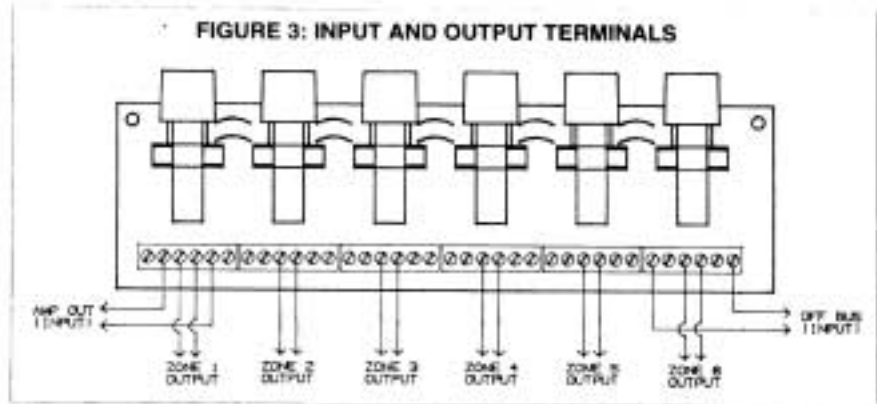 FIGURE 3: INPUT AND OUTPUT TERMINALS
AMP OUT
(INPUT)
OFF BUS
(INPUT)
ZONE 1
OUTPUT
ZONE 2
OUTPUT
ZONE 3
OUTPUT
ZONE 4
OUTPUT
ZONE 5
OUTPUT
ZONE 6
OUTPUT